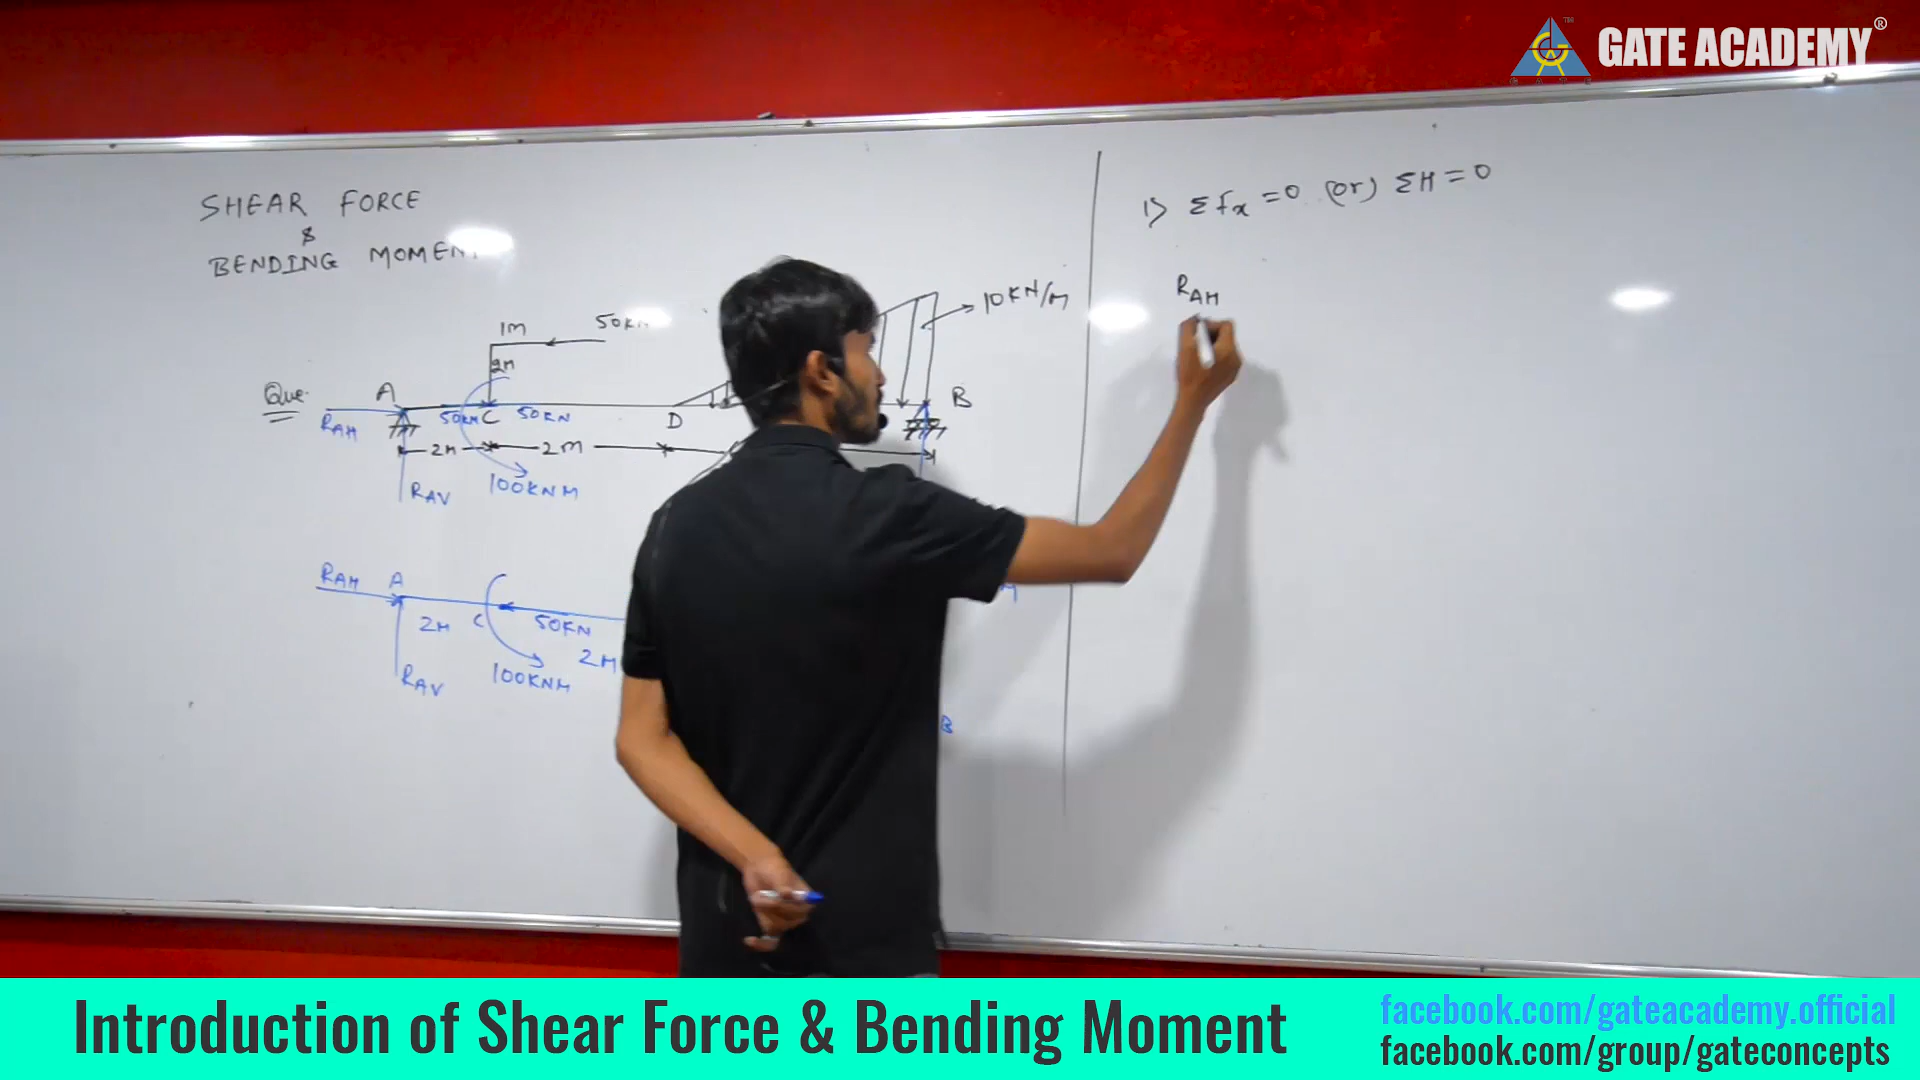 GATE ACADEMY®
SHEAR FORCE
&
BENDING MOMEN
1) Σfx = 0 (or) ΣH = 0
RAH
10KN/M
1M
50K
2M
Que.
A
50KN C 50KN
D
B
RAH
2M
2M
RAV
100KNM
RAH A
2M
C
50KN
2M
RAV
100KNM
M
B
Introduction of Shear Force & Bending Moment
facebook.com/gateacademy.official
facebook.com/group/gateconcepts